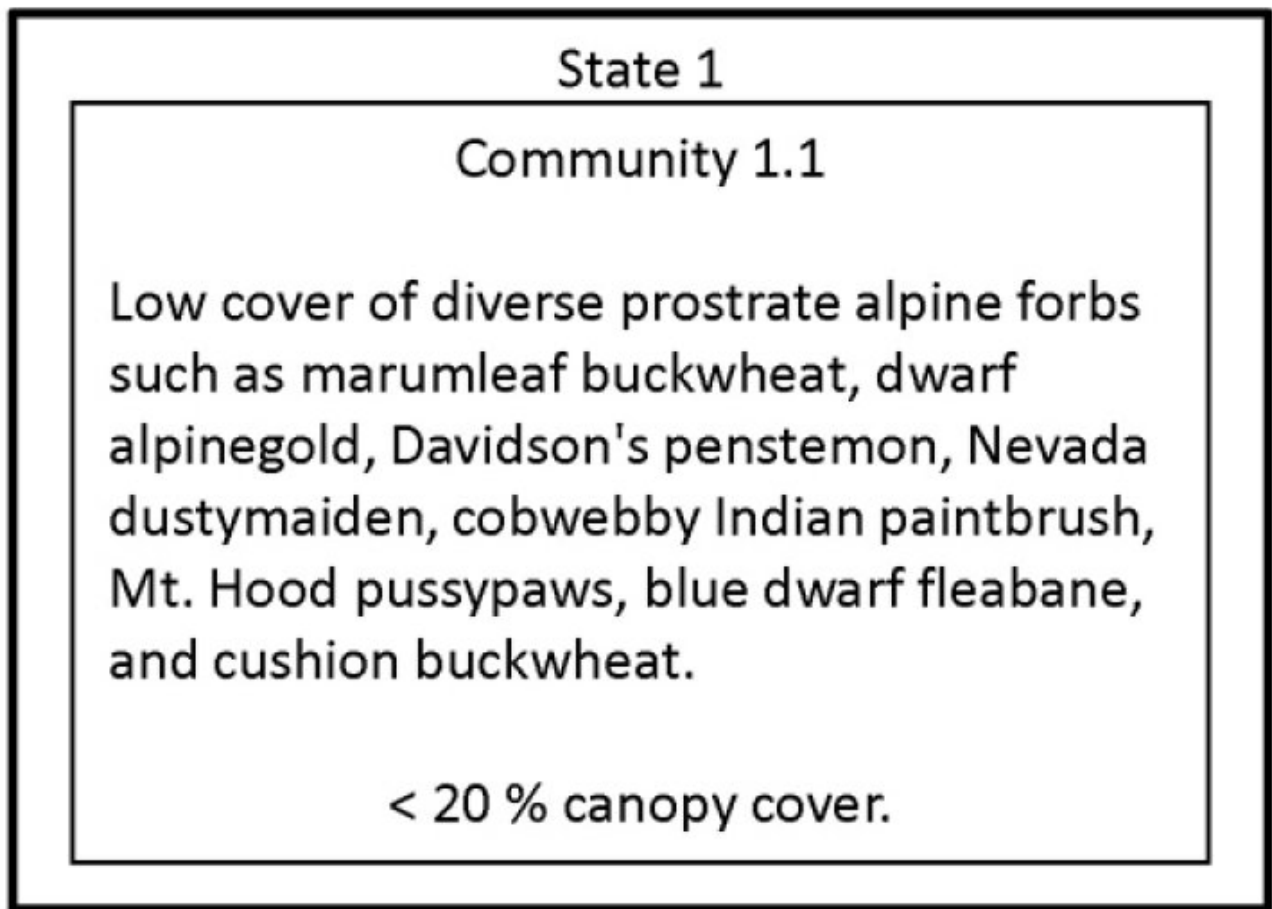 State 1
Community 1.1
Low cover of diverse prostrate alpine forbs
such as marumleaf buckwheat, dwarf
alpinegold, Davidson's penstemon, Nevada
dustymaiden, cobwebby Indian paintbrush,
Mt. Hood pussypaws, blue dwarf fleabane,
and cushion buckwheat.
< 20 % canopy cover.